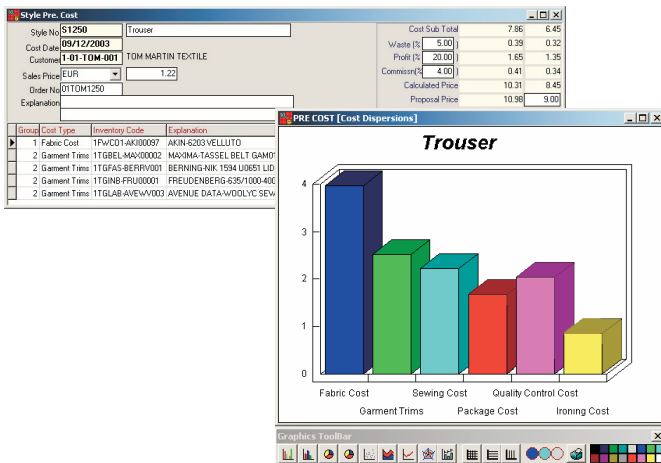 Style Pre. Cost
Style No S1250 Trouser
Cost Date 09/12/2003
Customer 1-01-TOM-001 TOM MARTIN TEXTILE
Sales Price EUR 1.22
Order No 01TOM1250
Explanation
Cost Sub Total 7.86 6.45
Waste (% 5.00 ) 0.39 0.32
Profit (% 20.00 ) 1.65 1.35
Commissn(% 4.00 ) 0.41 0.34
Calculated Price 10.31 8.45
Proposal Price 10.98 9.00
Group Cost Type Inventory Code Explanation
1 Fabric Cost 1FWCO1-AKI00097 AKIN-6203 VELLUTO
2 Garment Trims 1TGBEL-MAX00002 MAXIMA-TASSEL BELT GAM01
2 Garment Trims 1TGFAS-BERRV001 BERNING-NIK 1594 U0651 LID
2 Garment Trims 1TGINB-FRU00001 FREUDENBERG-635/1000-400
2 Garment Trims 1TGLAB-AVEWV003 AVENUE DATA-WOOLYC SEW
PRE COST [Cost Dispersions]
Trouser
4
3
2
1
0
Fabric Cost Sewing Cost Quality Control Cost
Garment Trims Package Cost Ironing Cost
Graphics ToolBar